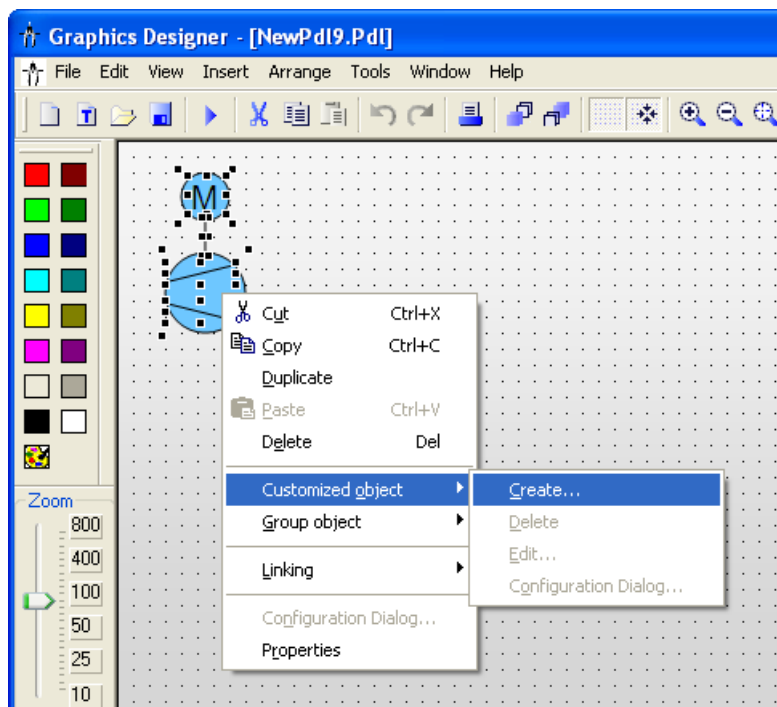 Graphics Designer - [NewPdl9.Pdl]
File Edit View Insert Arrange Tools Window Help
T
M
Cut Ctrl+X
Copy Ctrl+C
Duplicate
Paste Ctrl+V
Delete Del
Customized object
Group object
Linking
Configuration Dialog...
Properties
Create...
Delete
Edit...
Configuration Dialog...
Zoom
800
400
100
50
25
10